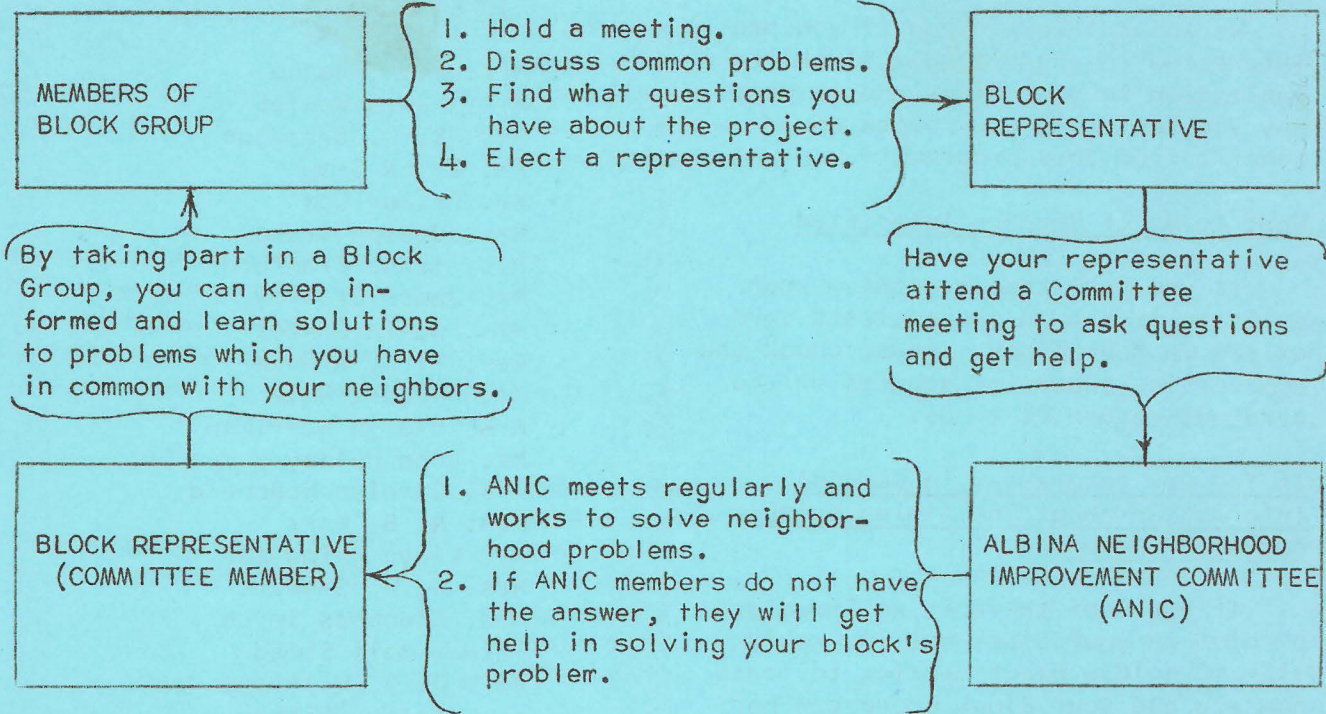 MEMBERS OF
BLOCK GROUP
1. Hold a meeting.
2. Discuss common problems.
3. Find what questions you
have about the project.
4. Elect a representative.
BLOCK
REPRESENTATIVE
Have your representative
attend a Committee
meeting to ask questions
and get help.
ALBINA NEIGHBORHOOD
IMPROVEMENT COMMITTEE
(ANIC)
1. ANIC meets regularly and
works to solve neighbor-
hood problems.
2. If ANIC members do not have
the answer, they will get
help in solving your block's
problem.
BLOCK REPRESENTATIVE
(COMMITTEE MEMBER)
By taking part in a Block
Group, you can keep in-
formed and learn solutions
to problems which you have
in common with your neighbors.